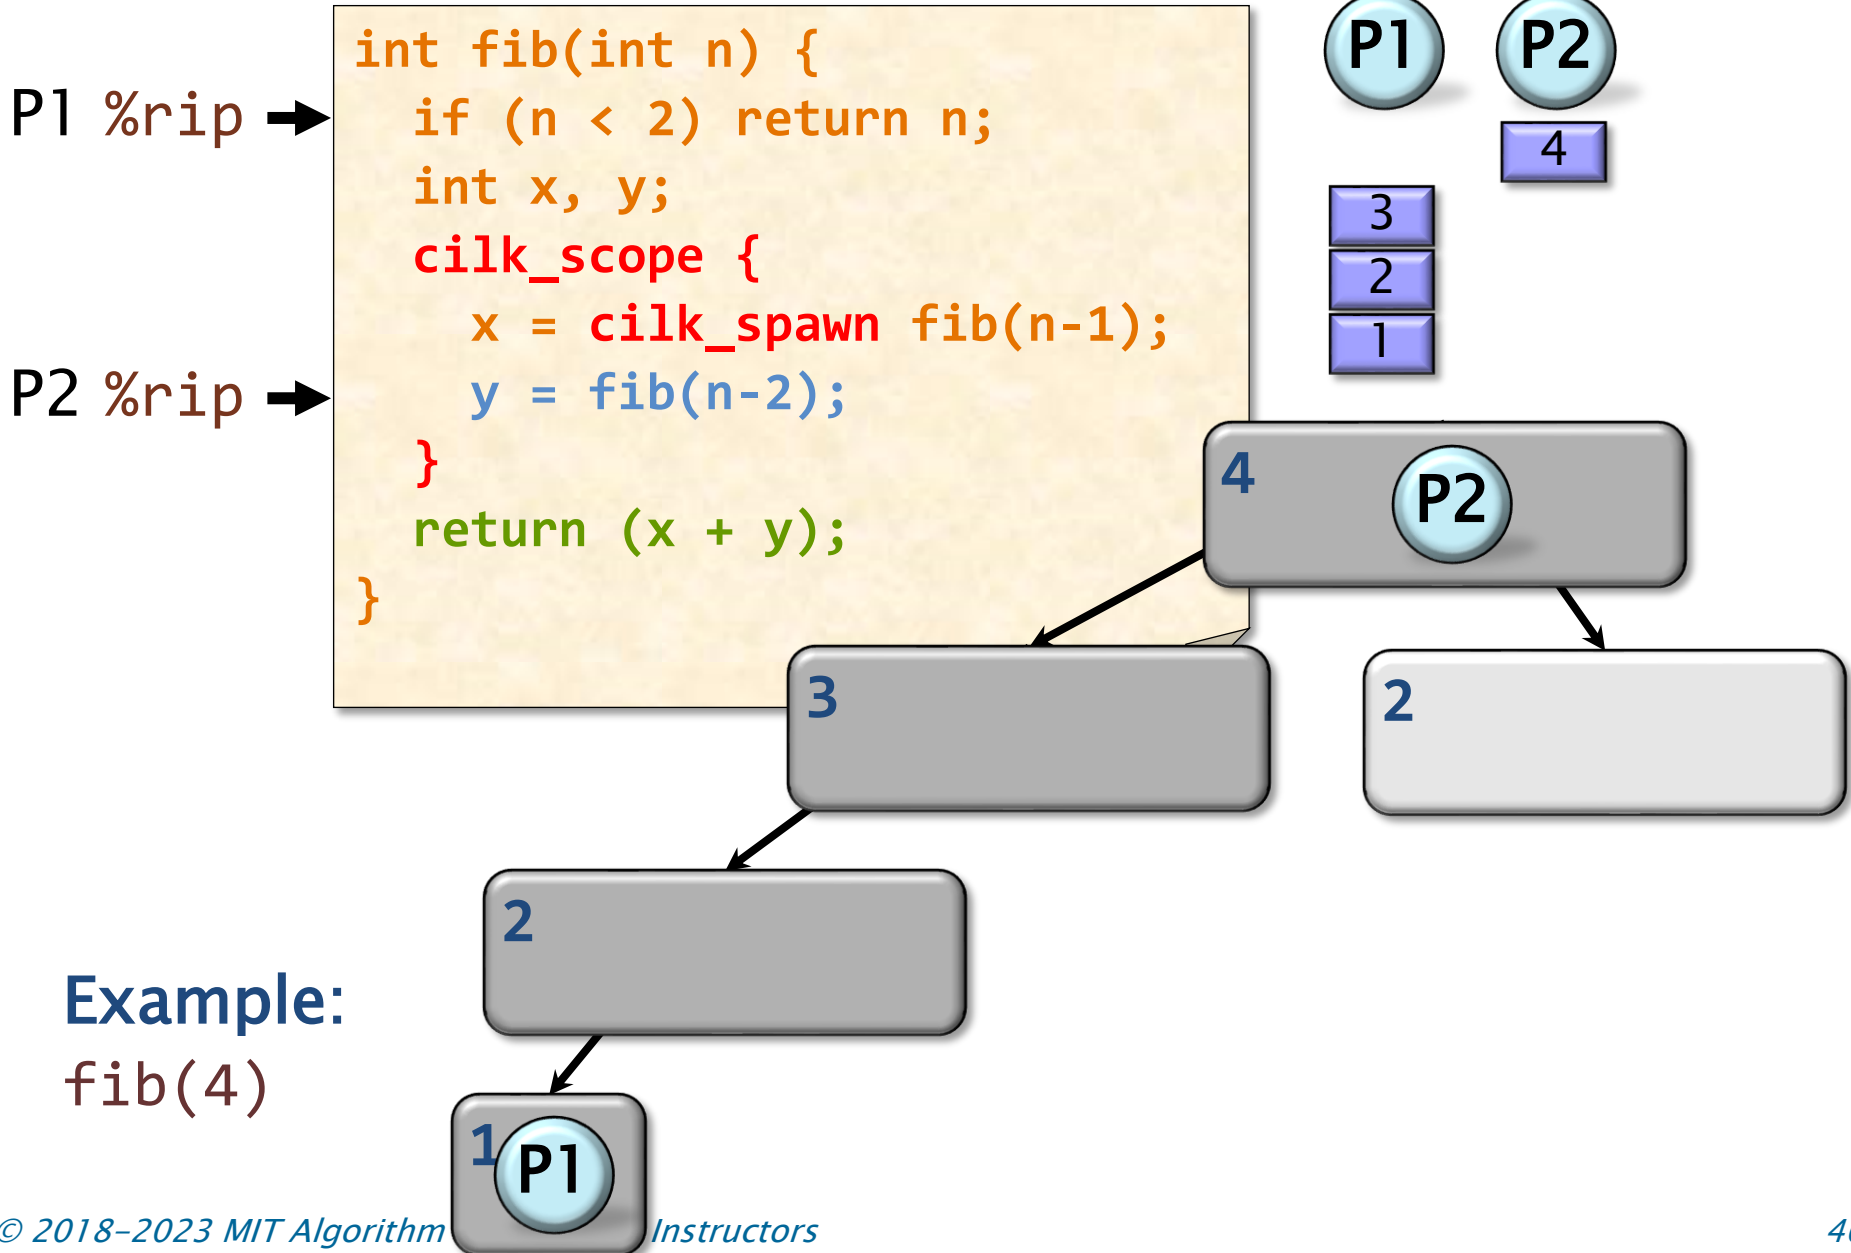 int fib(int n) {
P1 %rip
if (n < 2) return n;
int x, y;
cilk_scope {
x = cilk_spawn fib(n-1);
P2 %rip
y = fib(n-2);
}
return (x + y);
}
P1 P2
4
3
2
1
4
P2
3
2
2
1
P1
Example:
fib(4)
© 2018-2023 MIT Algorithm Instructors